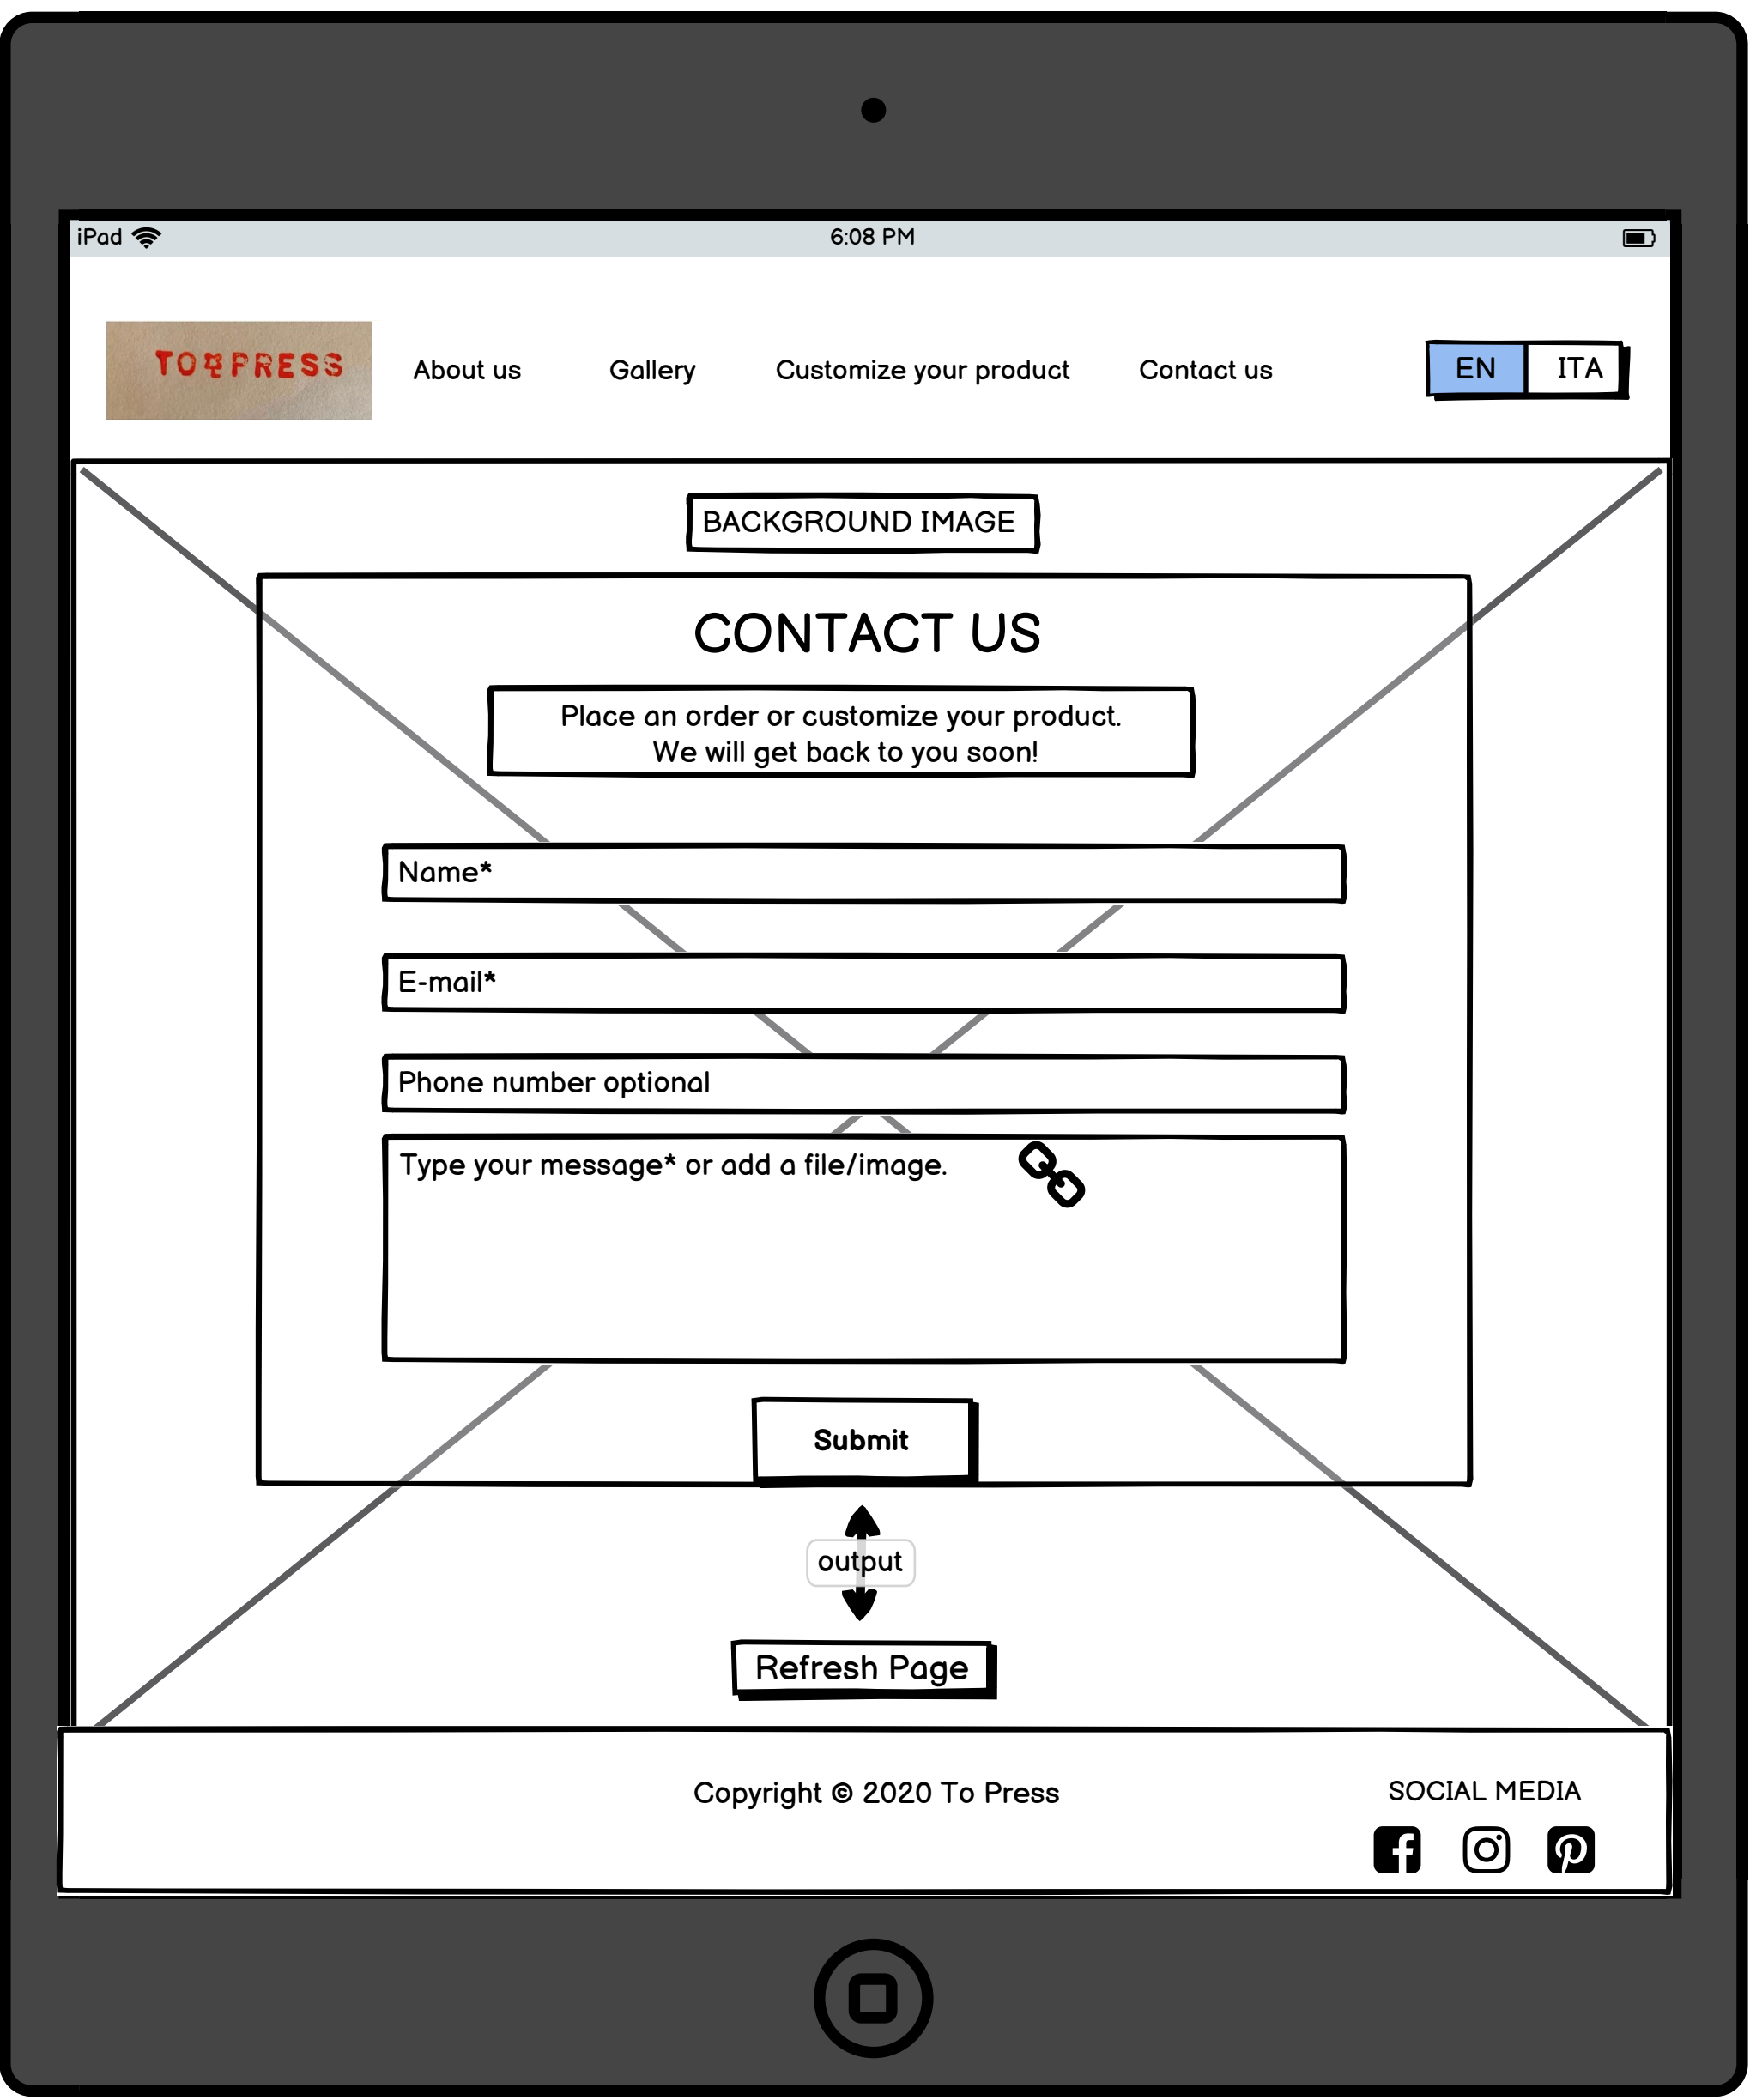 iPad
6:08 PM
TO PRESS
About us
Gallery
Customize your product
Contact us
EN
ITA
BACKGROUND IMAGE
CONTACT US
Place an order or customize your product.
We will get back to you soon!
Name*
E-mail*
Phone number optional
Type your message* or add a file/image.
Submit
output
Refresh Page
Copyright © 2020 To Press
SOCIAL MEDIA